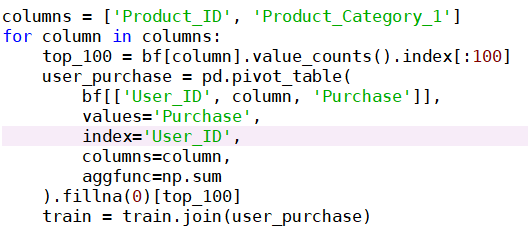 columns = ['Product_ID', 'Product_Category_1']
for column in columns:
    top_100 = bf[column].value_counts().index[:100]
    user_purchase = pd.pivot_table(
        bf[['User_ID', column, 'Purchase']],
        values='Purchase',
        index='User_ID',
        columns=column,
        aggfunc=np.sum
    ).fillna(0)[top_100]
    train = train.join(user_purchase)